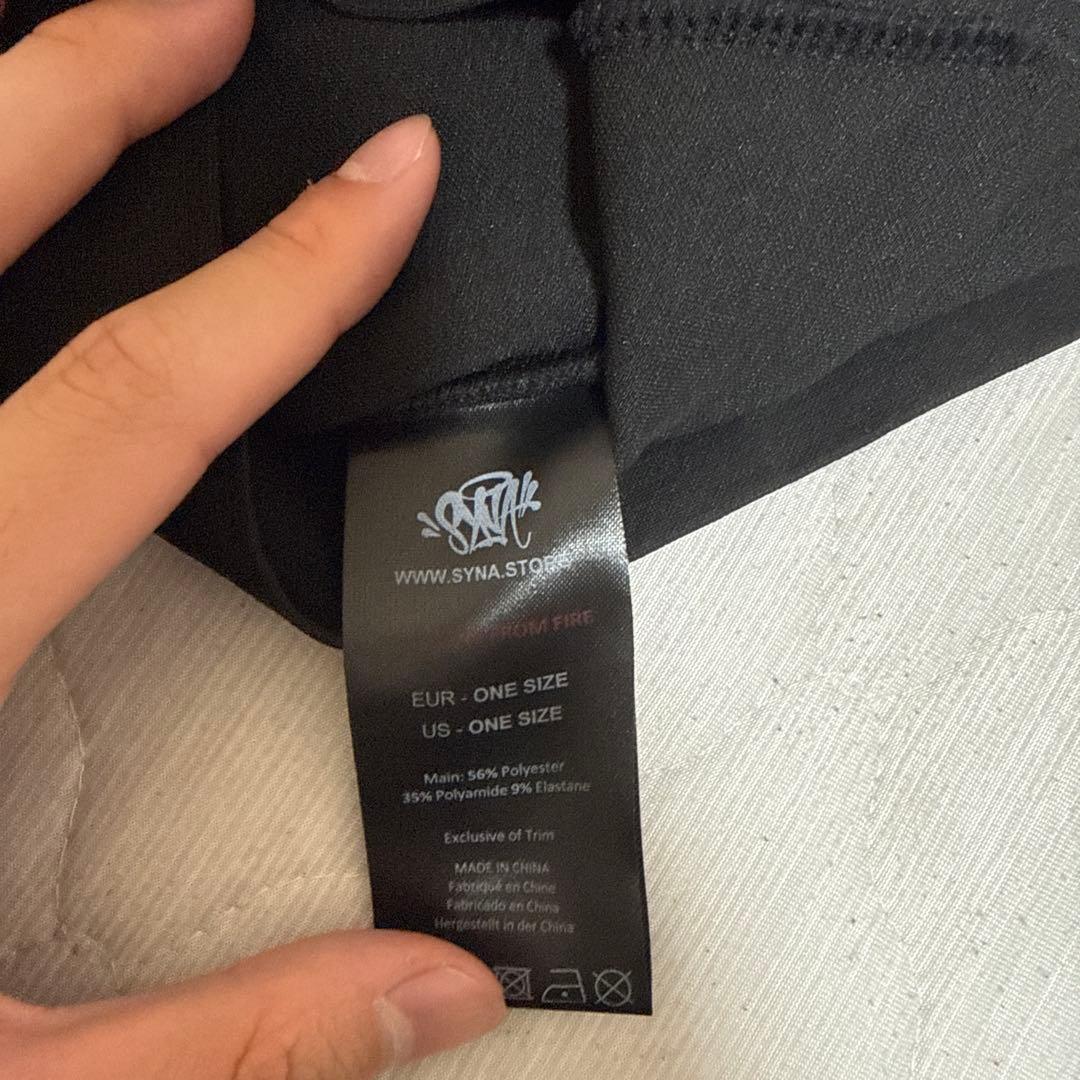 SYNA
WWW.SYNA.STORE
FROM FIRE
EUR - ONE SIZE
US - ONE SIZE
Main: 56% Polyester
35% Polyamide 9% Elastane
Exclusive of Trim
MADE IN CHINA
Fabriqué en Chine
Fabricado en China
Hergestellt in der China